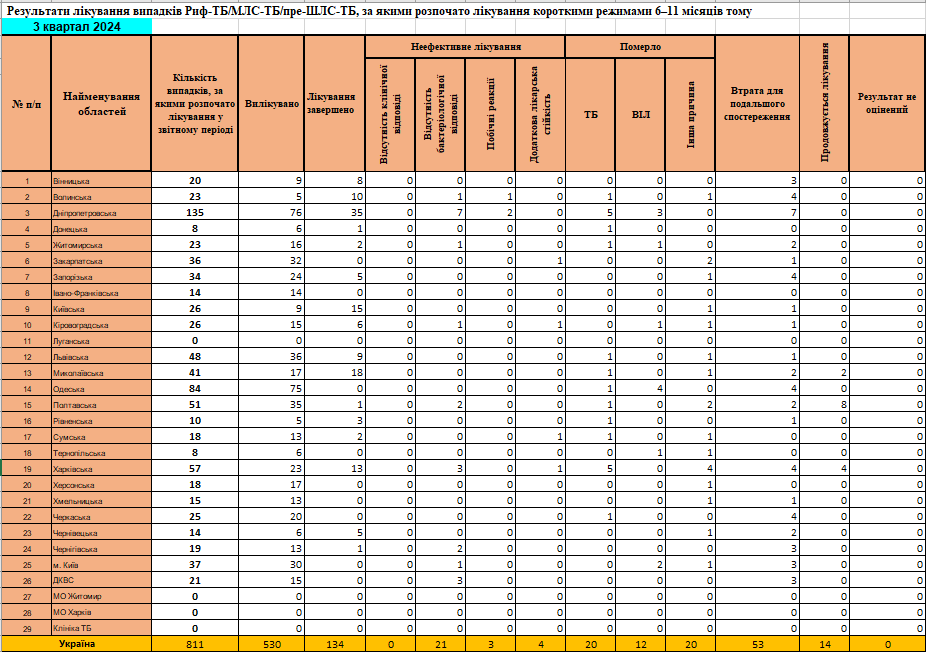 Результати лікування випадків Риф-ТБ/МЛС-ТБ/пре-ШЛС-ТБ, за якими розпочато лікування короткими режимами 6–11 місяців тому
3 квартал 2024
№ п/п
Найменування
областей
Кількість
випадків, за
якими розпочато
лікування у
звітному періоді
Вилікувано
Лікування
завершено
Неефективне лікування
Відсутність клінічної
відповіді
Відсутність
бактеріологічної
відповіді
Побічні реакції
Додаткова лікарська
стійкість
Померло
ТБ
ВІЛ
Інша причина
Втрата для
подальшого
спостереження
Продовжується лікування
Результат не
оцінений
1 Вінницька 20 9 8 0 0 0 0 0 0 0 3 0 0
2 Волинська 23 5 10 0 1 1 0 1 0 1 4 0 0
3 Дніпропетровська 135 76 35 0 7 2 0 5 3 0 7 0 0
4 Донецька 8 6 1 0 0 0 0 1 0 0 0 0 0
5 Житомирська 23 16 2 0 1 0 0 1 1 0 2 0 0
6 Закарпатська 36 32 0 0 0 0 1 0 0 2 1 0 0
7 Запорізька 34 24 5 0 0 0 0 0 0 1 4 0 0
8 Івано-Франківська 14 14 0 0 0 0 0 0 0 0 0 0 0
9 Київська 26 9 15 0 0 0 0 0 0 1 1 0 0
10 Кіровоградська 26 15 6 0 1 0 1 0 1 1 1 0 0
11 Луганська 0 0 0 0 0 0 0 0 0 0 0 0 0
12 Львівська 48 36 9 0 0 0 0 1 0 1 1 0 0
13 Миколаївська 41 17 18 0 0 0 0 1 0 1 2 2 0
14 Одеська 84 75 0 0 0 0 0 1 4 0 4 0 0
15 Полтавська 51 35 1 0 2 0 0 1 0 2 2 8 0
16 Рівненська 10 5 3 0 0 0 0 1 0 0 1 0 0
17 Сумська 18 13 2 0 0 0 1 1 0 1 0 0 0
18 Тернопільська 8 6 0 0 0 0 0 0 1 1 0 0 0
19 Харківська 57 23 13 0 3 0 1 5 0 4 4 4 0
20 Херсонська 18 17 0 0 0 0 0 0 0 1 0 0 0
21 Хмельницька 15 13 0 0 0 0 0 0 0 1 1 0 0
22 Черкаська 25 20 0 0 0 0 0 1 0 0 4 0 0
23 Чернівецька 14 6 5 0 0 0 0 0 0 1 2 0 0
24 Чернігівська 19 13 1 0 2 0 0 0 0 0 3 0 0
25 м. Київ 37 30 0 0 1 0 0 0 2 1 3 0 0
26 ДКВС 21 15 0 0 3 0 0 0 0 0 3 0 0
27 МО Житомир 0 0 0 0 0 0 0 0 0 0 0 0 0
28 МО Харків 0 0 0 0 0 0 0 0 0 0 0 0 0
29 Клініка ТБ 0 0 0 0 0 0 0 0 0 0 0 0 0
Україна 811 530 134 0 21 3 4 20 12 20 53 14 0